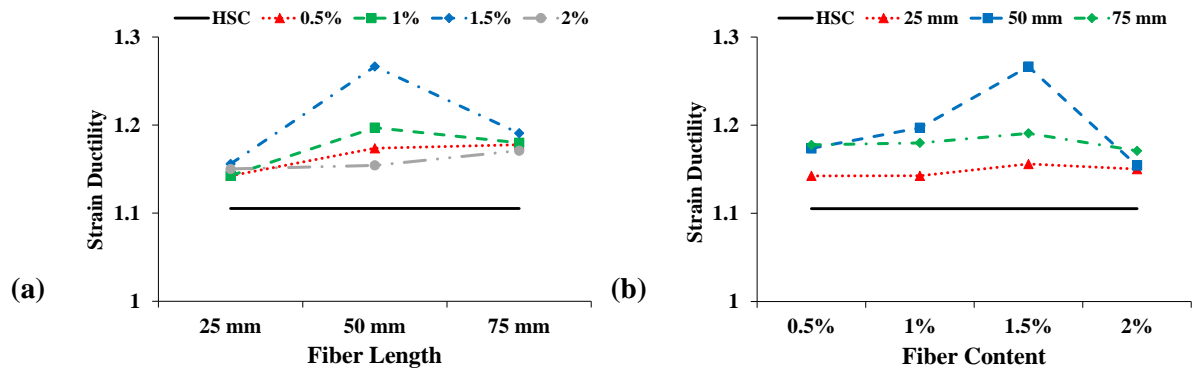 HSC 0.5% 1% 1.5% 2%
1.3
1.2
1.1
1
Strain Ductility
25 mm 50 mm 75 mm
Fiber Length
(a)
HSC 25 mm 50 mm 75 mm
1.3
1.2
1.1
1
Strain Ductility
0.5% 1% 1.5% 2%
Fiber Content
(b)